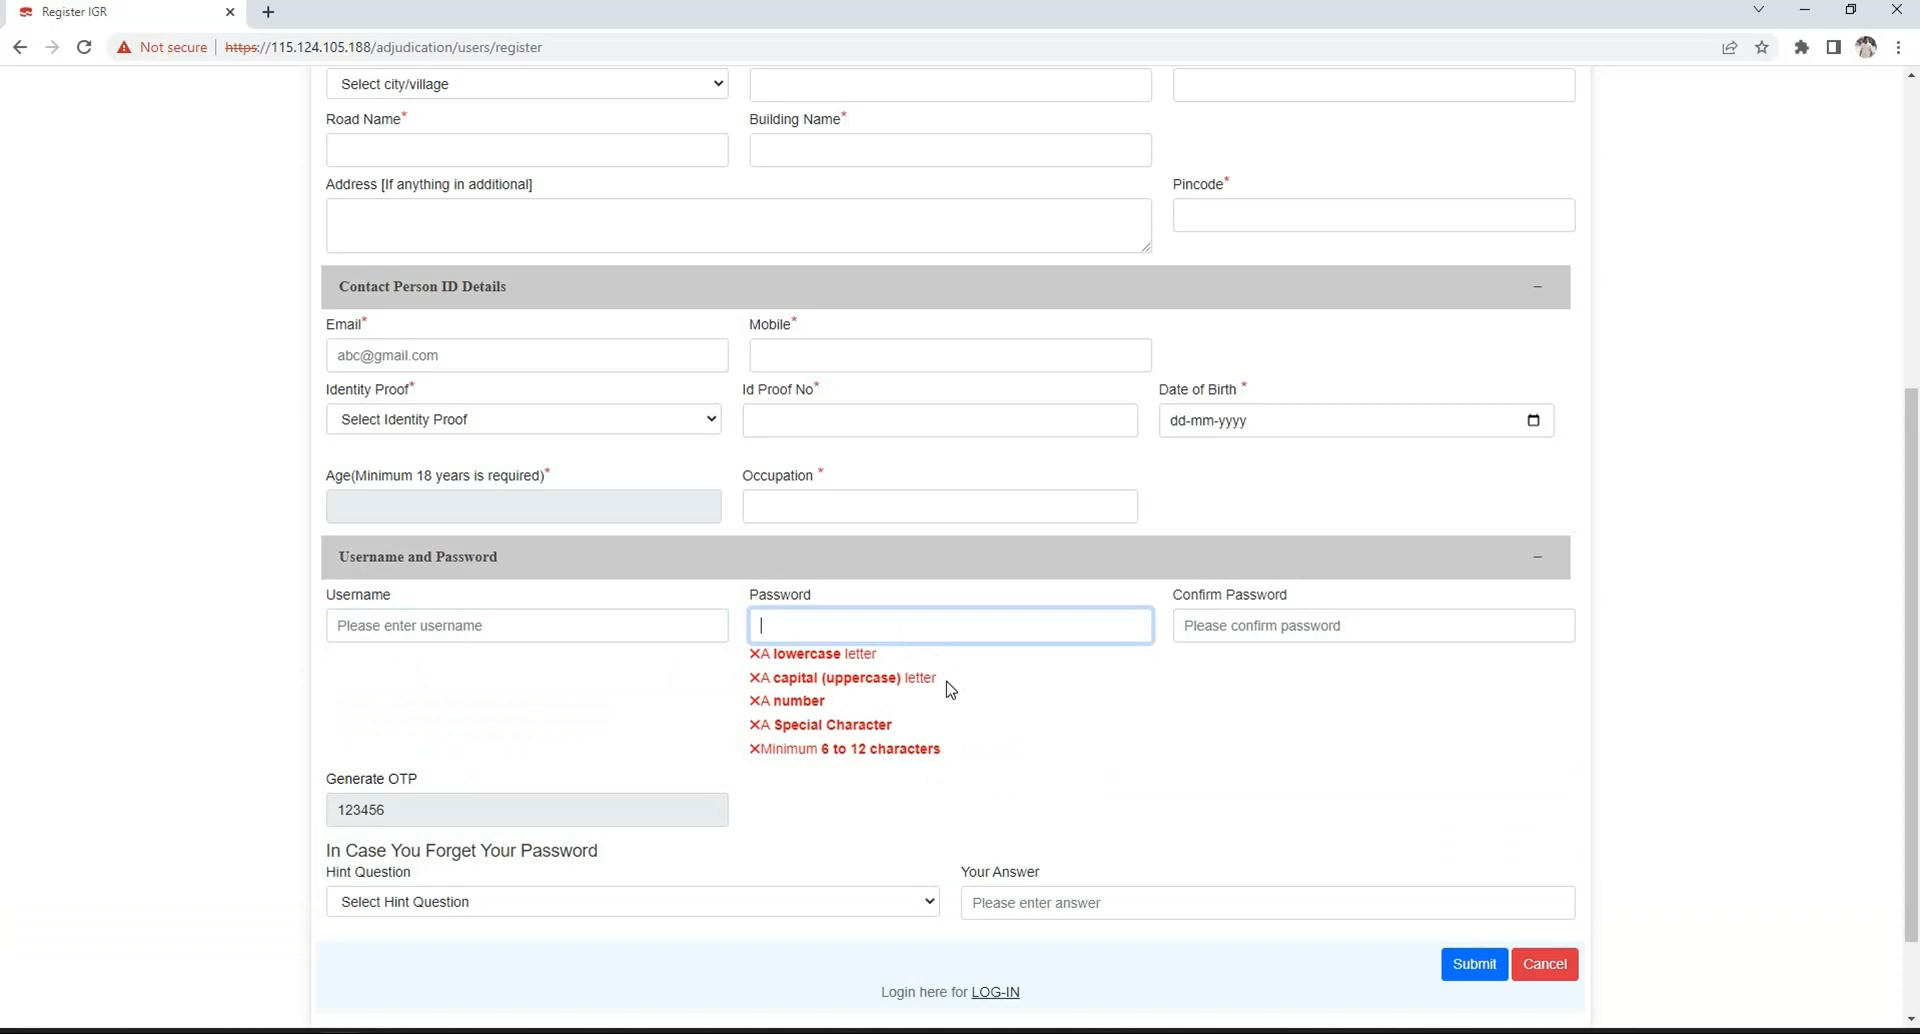 Register IGR
Not secure https://115.124.105.188/adjudication/users/register
Select city/village
Road Name* Building Name*
Address [If anything in additional] Pincode*
Contact Person ID Details –
Email* Mobile*
abc@gmail.com
Identity Proof* Id Proof No* Date of Birth *
Select Identity Proof dd-mm-yyyy
Age(Minimum 18 years is required)* Occupation *
Username and Password –
Username Password Confirm Password
Please enter username Please confirm password
✕A lowercase letter
✕A capital (uppercase) letter
✕A number
✕A Special Character
✕Minimum 6 to 12 characters
Generate OTP
123456
In Case You Forget Your Password
Hint Question Your Answer
Select Hint Question Please enter answer
Submit Cancel
Login here for LOG-IN